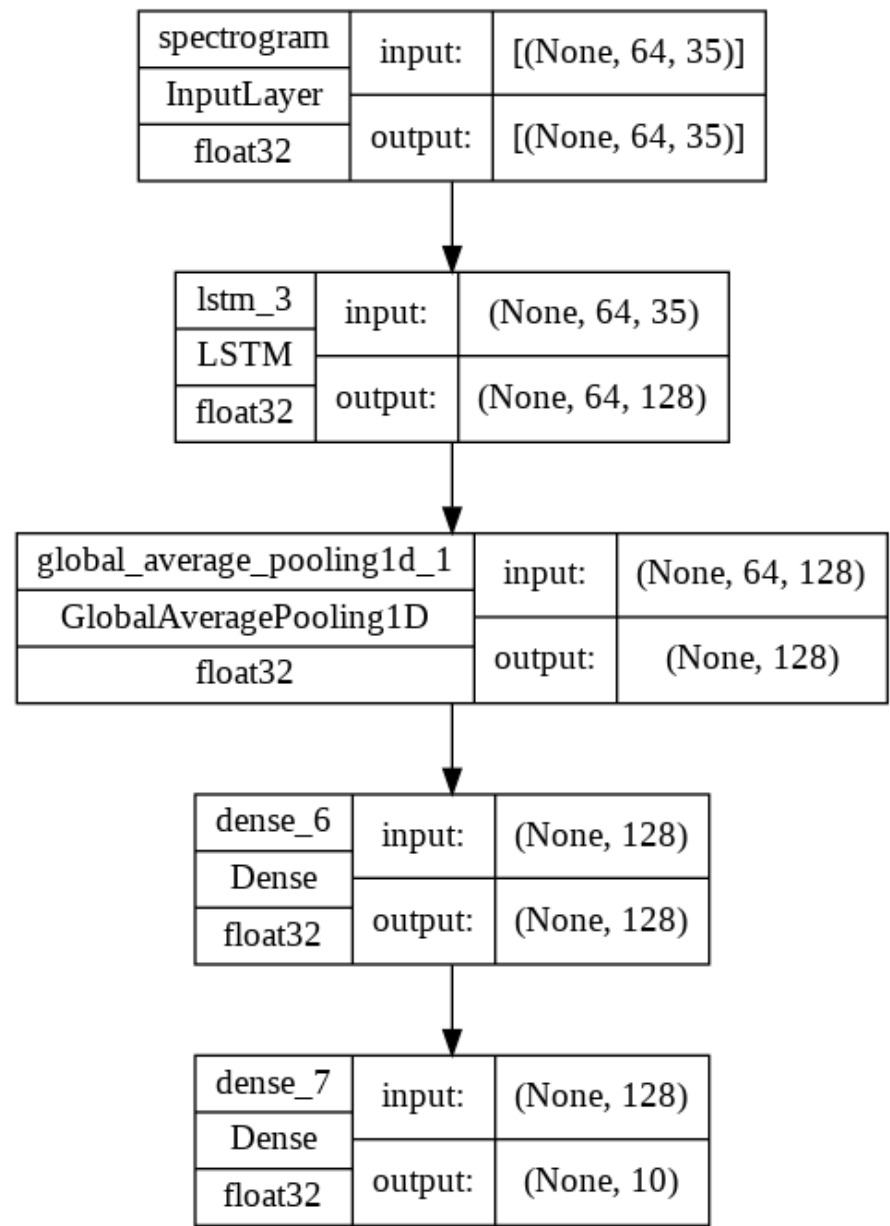 spectrogram
InputLayer
float32
input:
[(None, 64, 35)]
output:
[(None, 64, 35)]
lstm_3
LSTM
float32
input:
(None, 64, 35)
output:
(None, 64, 128)
global_average_pooling1d_1
GlobalAveragePooling1D
float32
input:
(None, 64, 128)
output:
(None, 128)
dense_6
Dense
float32
input:
(None, 128)
output:
(None, 128)
dense_7
Dense
float32
input:
(None, 128)
output:
(None, 10)